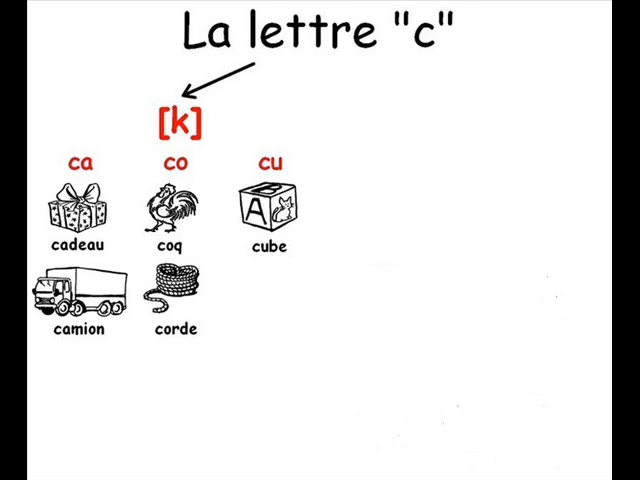 La lettre "c"
[k]
ca co cu
cadeau coq cube
camion corde